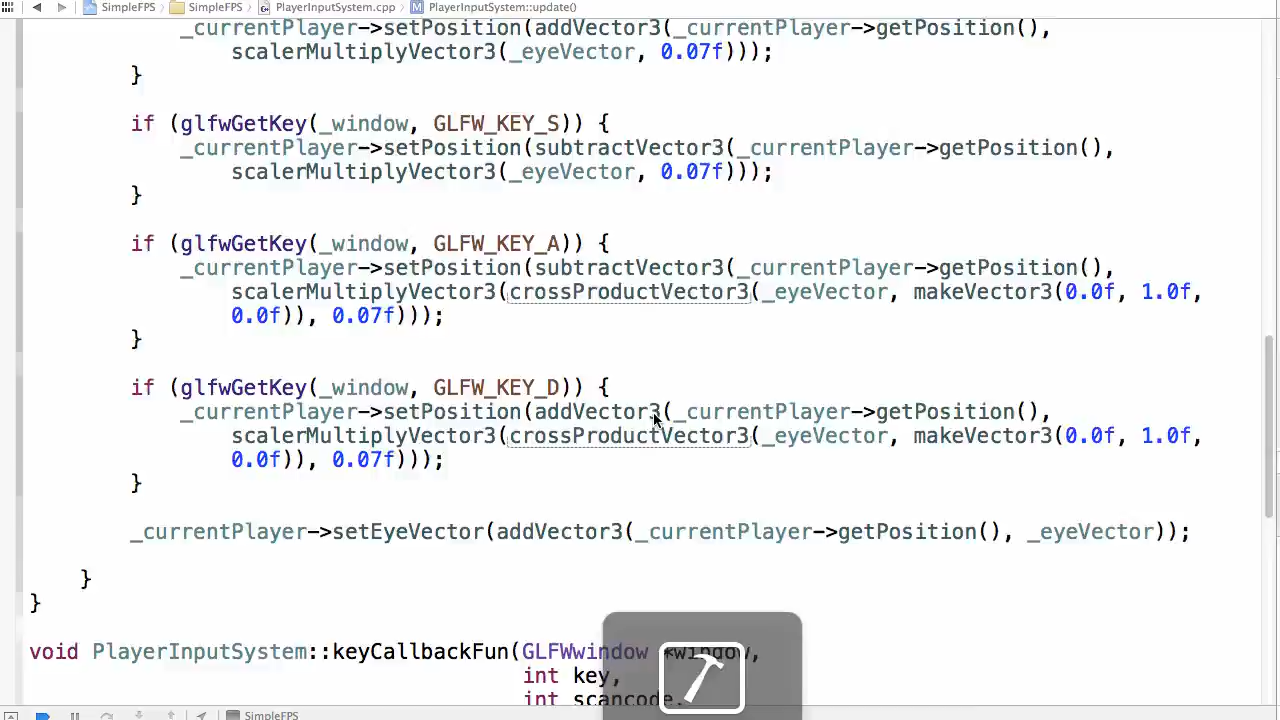 SimpleFPS SimpleFPS PlayerInputSystem.cpp PlayerInputSystem::update()
_currentPlayer->setPosition(addVector3(_currentPlayer->getPosition(),
scalerMultiplyVector3(_eyeVector, 0.07f)));
}
if (glfwGetKey(_window, GLFW_KEY_S)) {
_currentPlayer->setPosition(subtractVector3(_currentPlayer->getPosition(),
scalerMultiplyVector3(_eyeVector, 0.07f)));
}
if (glfwGetKey(_window, GLFW_KEY_A)) {
_currentPlayer->setPosition(subtractVector3(_currentPlayer->getPosition(),
scalerMultiplyVector3(crossProductVector3(_eyeVector, makeVector3(0.0f, 1.0f,
0.0f)), 0.07f)));
}
if (glfwGetKey(_window, GLFW_KEY_D)) {
_currentPlayer->setPosition(addVector3(_currentPlayer->getPosition(),
scalerMultiplyVector3(crossProductVector3(_eyeVector, makeVector3(0.0f, 1.0f,
0.0f)), 0.07f)));
}
_currentPlayer->setEyeVector(addVector3(_currentPlayer->getPosition(), _eyeVector));
}
}
void PlayerInputSystem::keyCallbackFun(GLFWwindow *window,
int key,
int scancode,
SimpleFPS